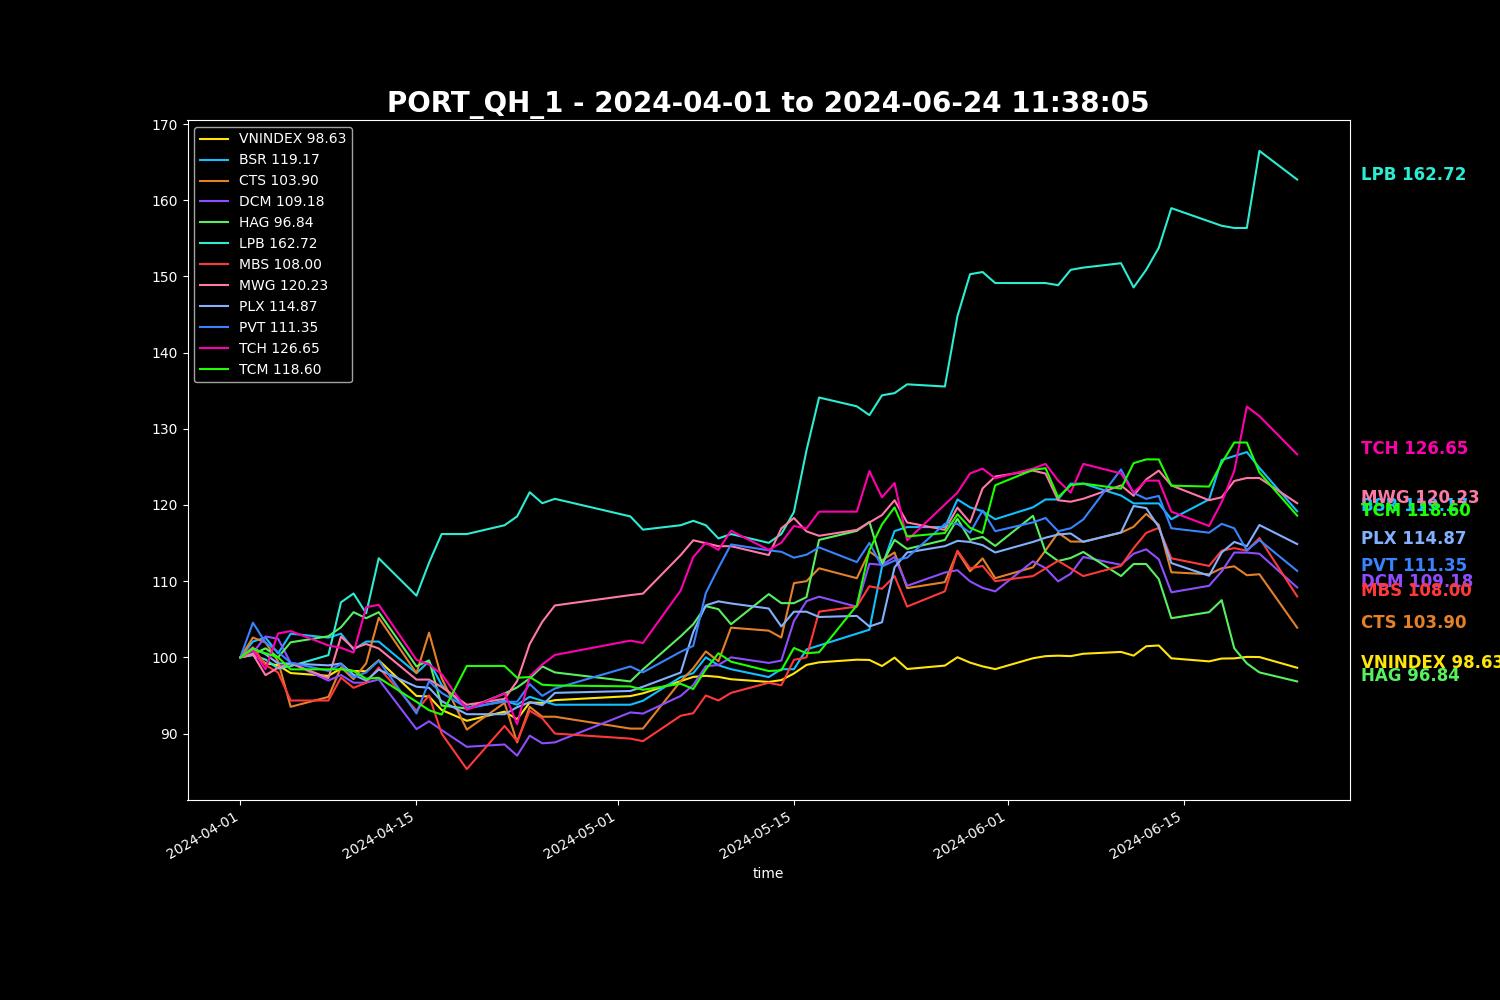 PORT_QH_1 - 2024-04-01 to 2024-06-24 11:38:05
170
160
150
140
130
120
110
100
90
VNINDEX 98.63
BSR 119.17
CTS 103.90
DCM 109.18
HAG 96.84
LPB 162.72
MBS 108.00
MWG 120.23
PLX 114.87
PVT 111.35
TCH 126.65
TCM 118.60
LPB 162.72
TCH 126.65
MWG 120.23
TCM 118.60
PLX 114.87
PVT 111.35
DCM 109.18
MBS 108.00
CTS 103.90
VNINDEX 98.63
HAG 96.84
2024-04-01
2024-04-15
2024-05-01
2024-05-15
2024-06-01
2024-06-15
time